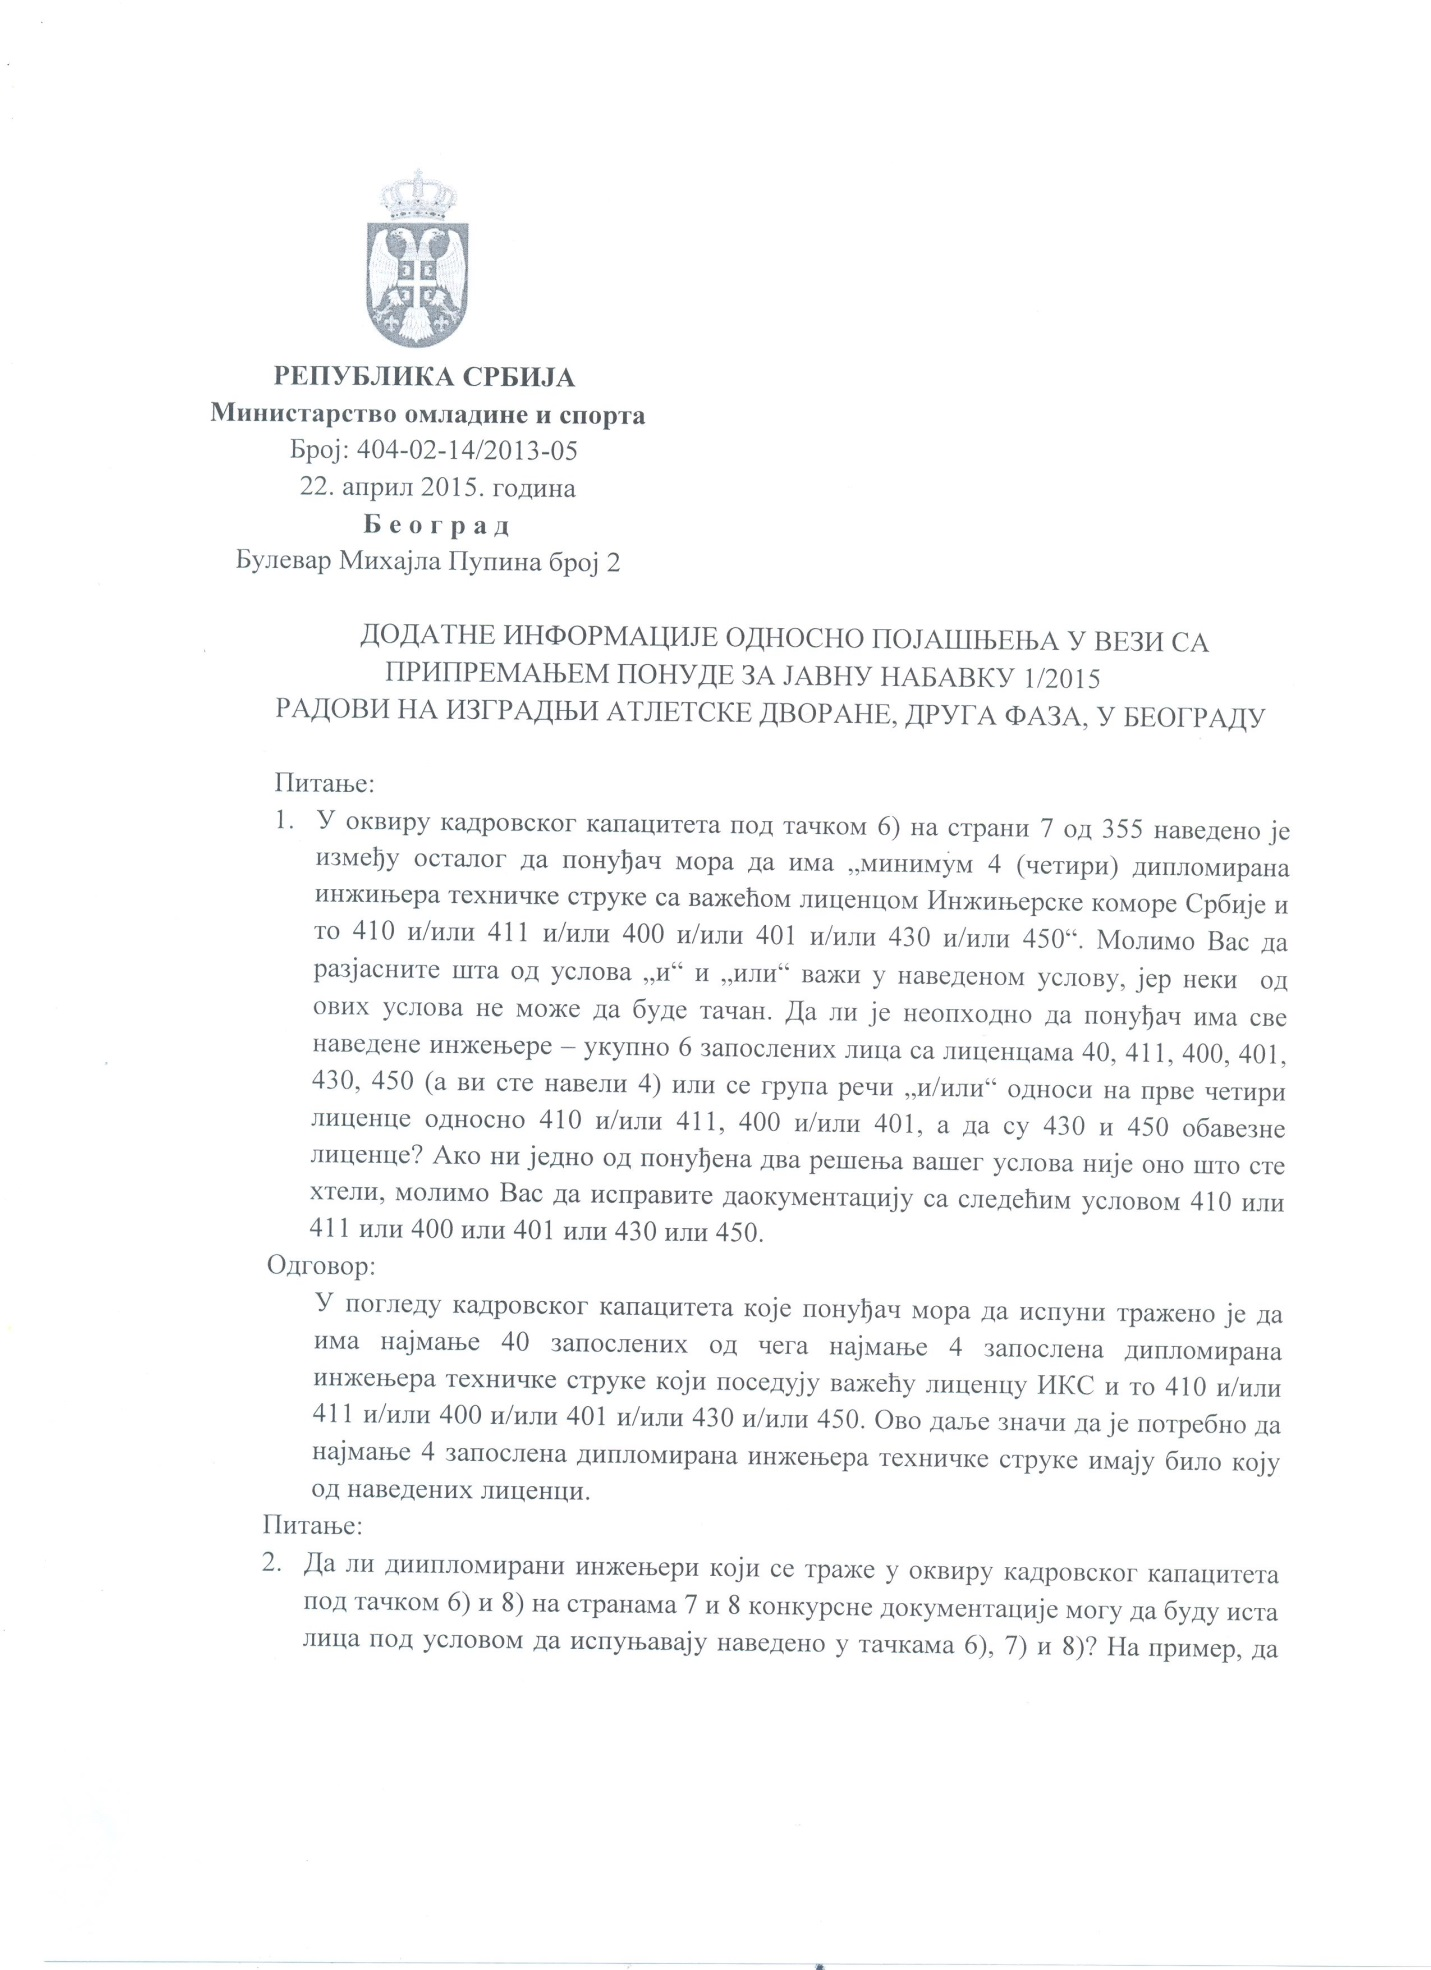 РЕПУБЛИКА СРБИЈА
Министарство омладине и спорта
Број: 404-02-14/2013-05
22. април 2015. година
Б е о г р а д
Булевар Михајла Пупина број 2
ДОДАТНЕ ИНФОРМАЦИЈЕ ОДНОСНО ПОЈАШЊЕЊА У ВЕЗИ СА
ПРИПРЕМАЊЕМ ПОНУДЕ ЗА ЈАВНУ НАБАВКУ 1/2015
РАДОВИ НА ИЗГРАДЊИ АТЛЕТСКЕ ДВОРАНЕ, ДРУГА ФАЗА, У БЕОГРАДУ
Питање:
1. У оквиру кадровског капацитета под тачком 6) на страни 7 од 355 наведено је
између осталог да понуђач мора да има „минимум 4 (четири) дипломирана
инжињера техничке струке са важећом лиценцом Инжињерске коморе Србије и
то 410 и/или 411 и/или 400 и/или 401 и/или 430 и/или 450“. Молимо Вас да
разјасните шта од услова „и“ и „или“ важи у наведеном услову, јер неки од
ових услова не може да буде тачан. Да ли је неопходно да понуђач има све
наведене инжењере – укупно 6 запослених лица са лиценцама 40, 411, 400, 401,
430, 450 (а ви сте навели 4) или се група речи „и/или“ односи на прве четири
лиценце односно 410 и/или 411, 400 и/или 401, а да су 430 и 450 обавезне
лиценце? Ако ни једно од понуђена два решења вашег услова није оно што сте
хтели, молимо Вас да исправите даокументацију са следећим условом 410 или
411 или 400 или 401 или 430 или 450.
Одговор:
У погледу кадровског капацитета које понуђач мора да испуни тражено је да
има најмање 40 запослених од чега најмање 4 запослена дипломирана
инжењера техничке струке који поседују важећу лиценцу ИКС и то 410 и/или
411 и/или 400 и/или 401 и/или 430 и/или 450. Ово даље значи да је потребно да
најмање 4 запослена дипломирана инжењера техничке струке имају било коју
од наведених лиценци.
Питање:
2. Да ли диипломирани инжењери који се траже у оквиру кадровског капацитета
под тачком 6) и 8) на странама 7 и 8 конкурсне документације могу да буду иста
лица под условом да испуњавају наведено у тачкама 6), 7) и 8)? На пример, да